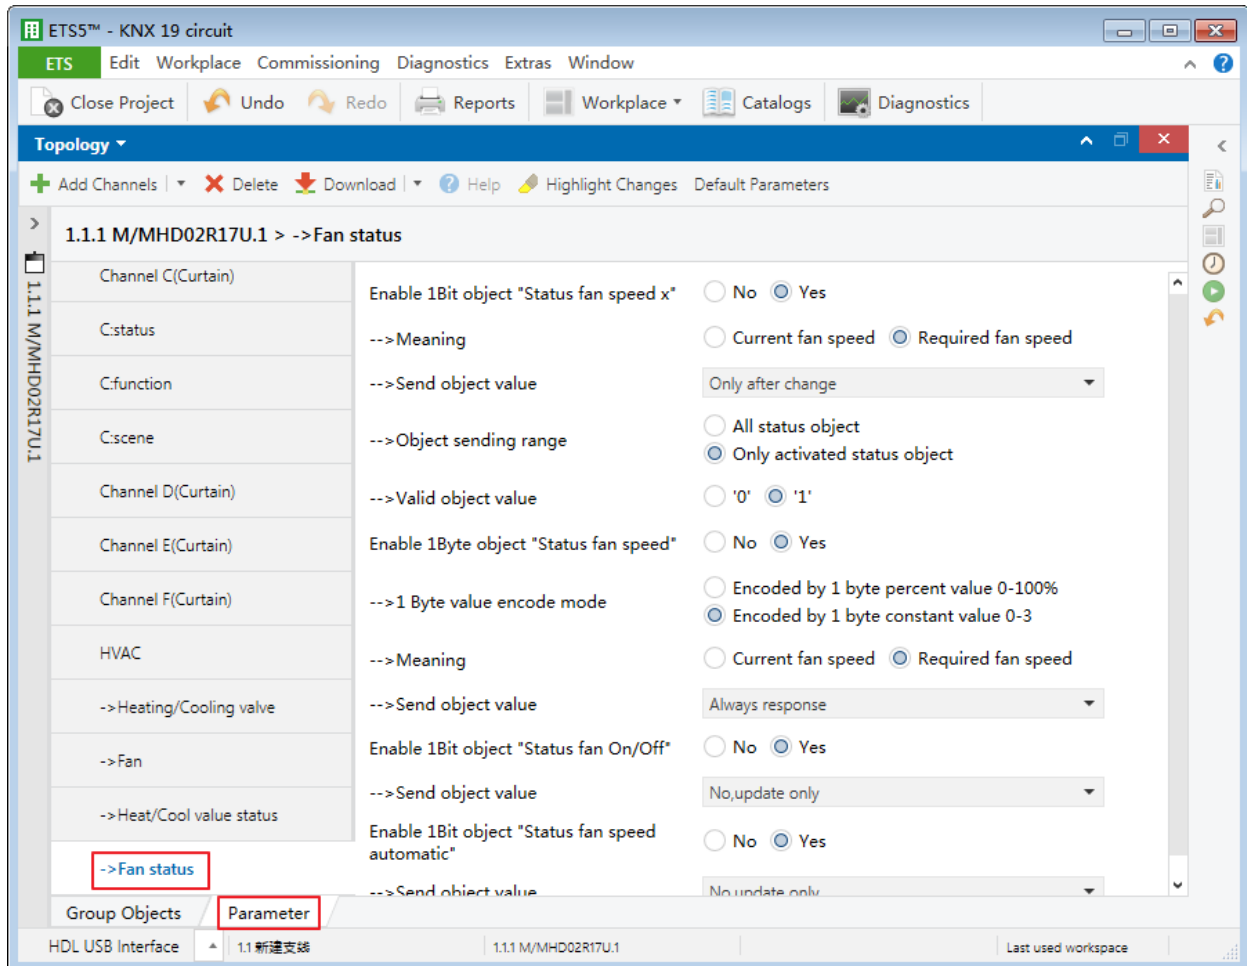 ETS5™ - KNX 19 circuit
ETS Edit Workplace Commissioning Diagnostics Extras Window
Close Project Undo Redo Reports Workplace Catalogs Diagnostics
Topology
Add Channels Delete Download Help Highlight Changes Default Parameters
1.1.1 M/MHD02R17U.1 > ->Fan status
1.1.1 M/MHD02R17U.1
Channel C(Curtain)
C:status
C:function
C:scene
Channel D(Curtain)
Channel E(Curtain)
Channel F(Curtain)
HVAC
->Heating/Cooling valve
->Fan
->Heat/Cool value status
->Fan status
Enable 1Bit object "Status fan speed x" No Yes
-->Meaning Current fan speed Required fan speed
-->Send object value Only after change
-->Object sending range All status object
Only activated status object
-->Valid object value '0' '1'
Enable 1Byte object "Status fan speed" No Yes
-->1 Byte value encode mode Encoded by 1 byte percent value 0-100%
Encoded by 1 byte constant value 0-3
-->Meaning Current fan speed Required fan speed
-->Send object value Always response
Enable 1Bit object "Status fan On/Off" No Yes
-->Send object value No,update only
Enable 1Bit object "Status fan speed
automatic" No Yes
-->Send object value No,update only
Group Objects Parameter
HDL USB Interface 1.1 新建支线 1.1.1 M/MHD02R17U.1 Last used workspace